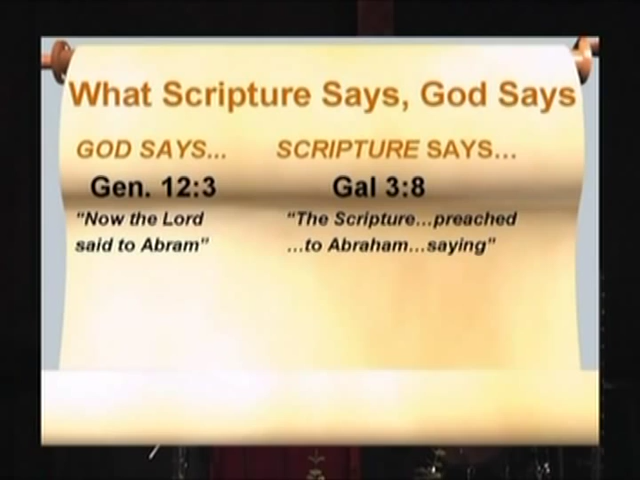 What Scripture Says, God Says
GOD SAYS... SCRIPTURE SAYS...
Gen. 12:3 Gal 3:8
"Now the Lord "The Scripture...preached
said to Abram" ...to Abraham...saying"